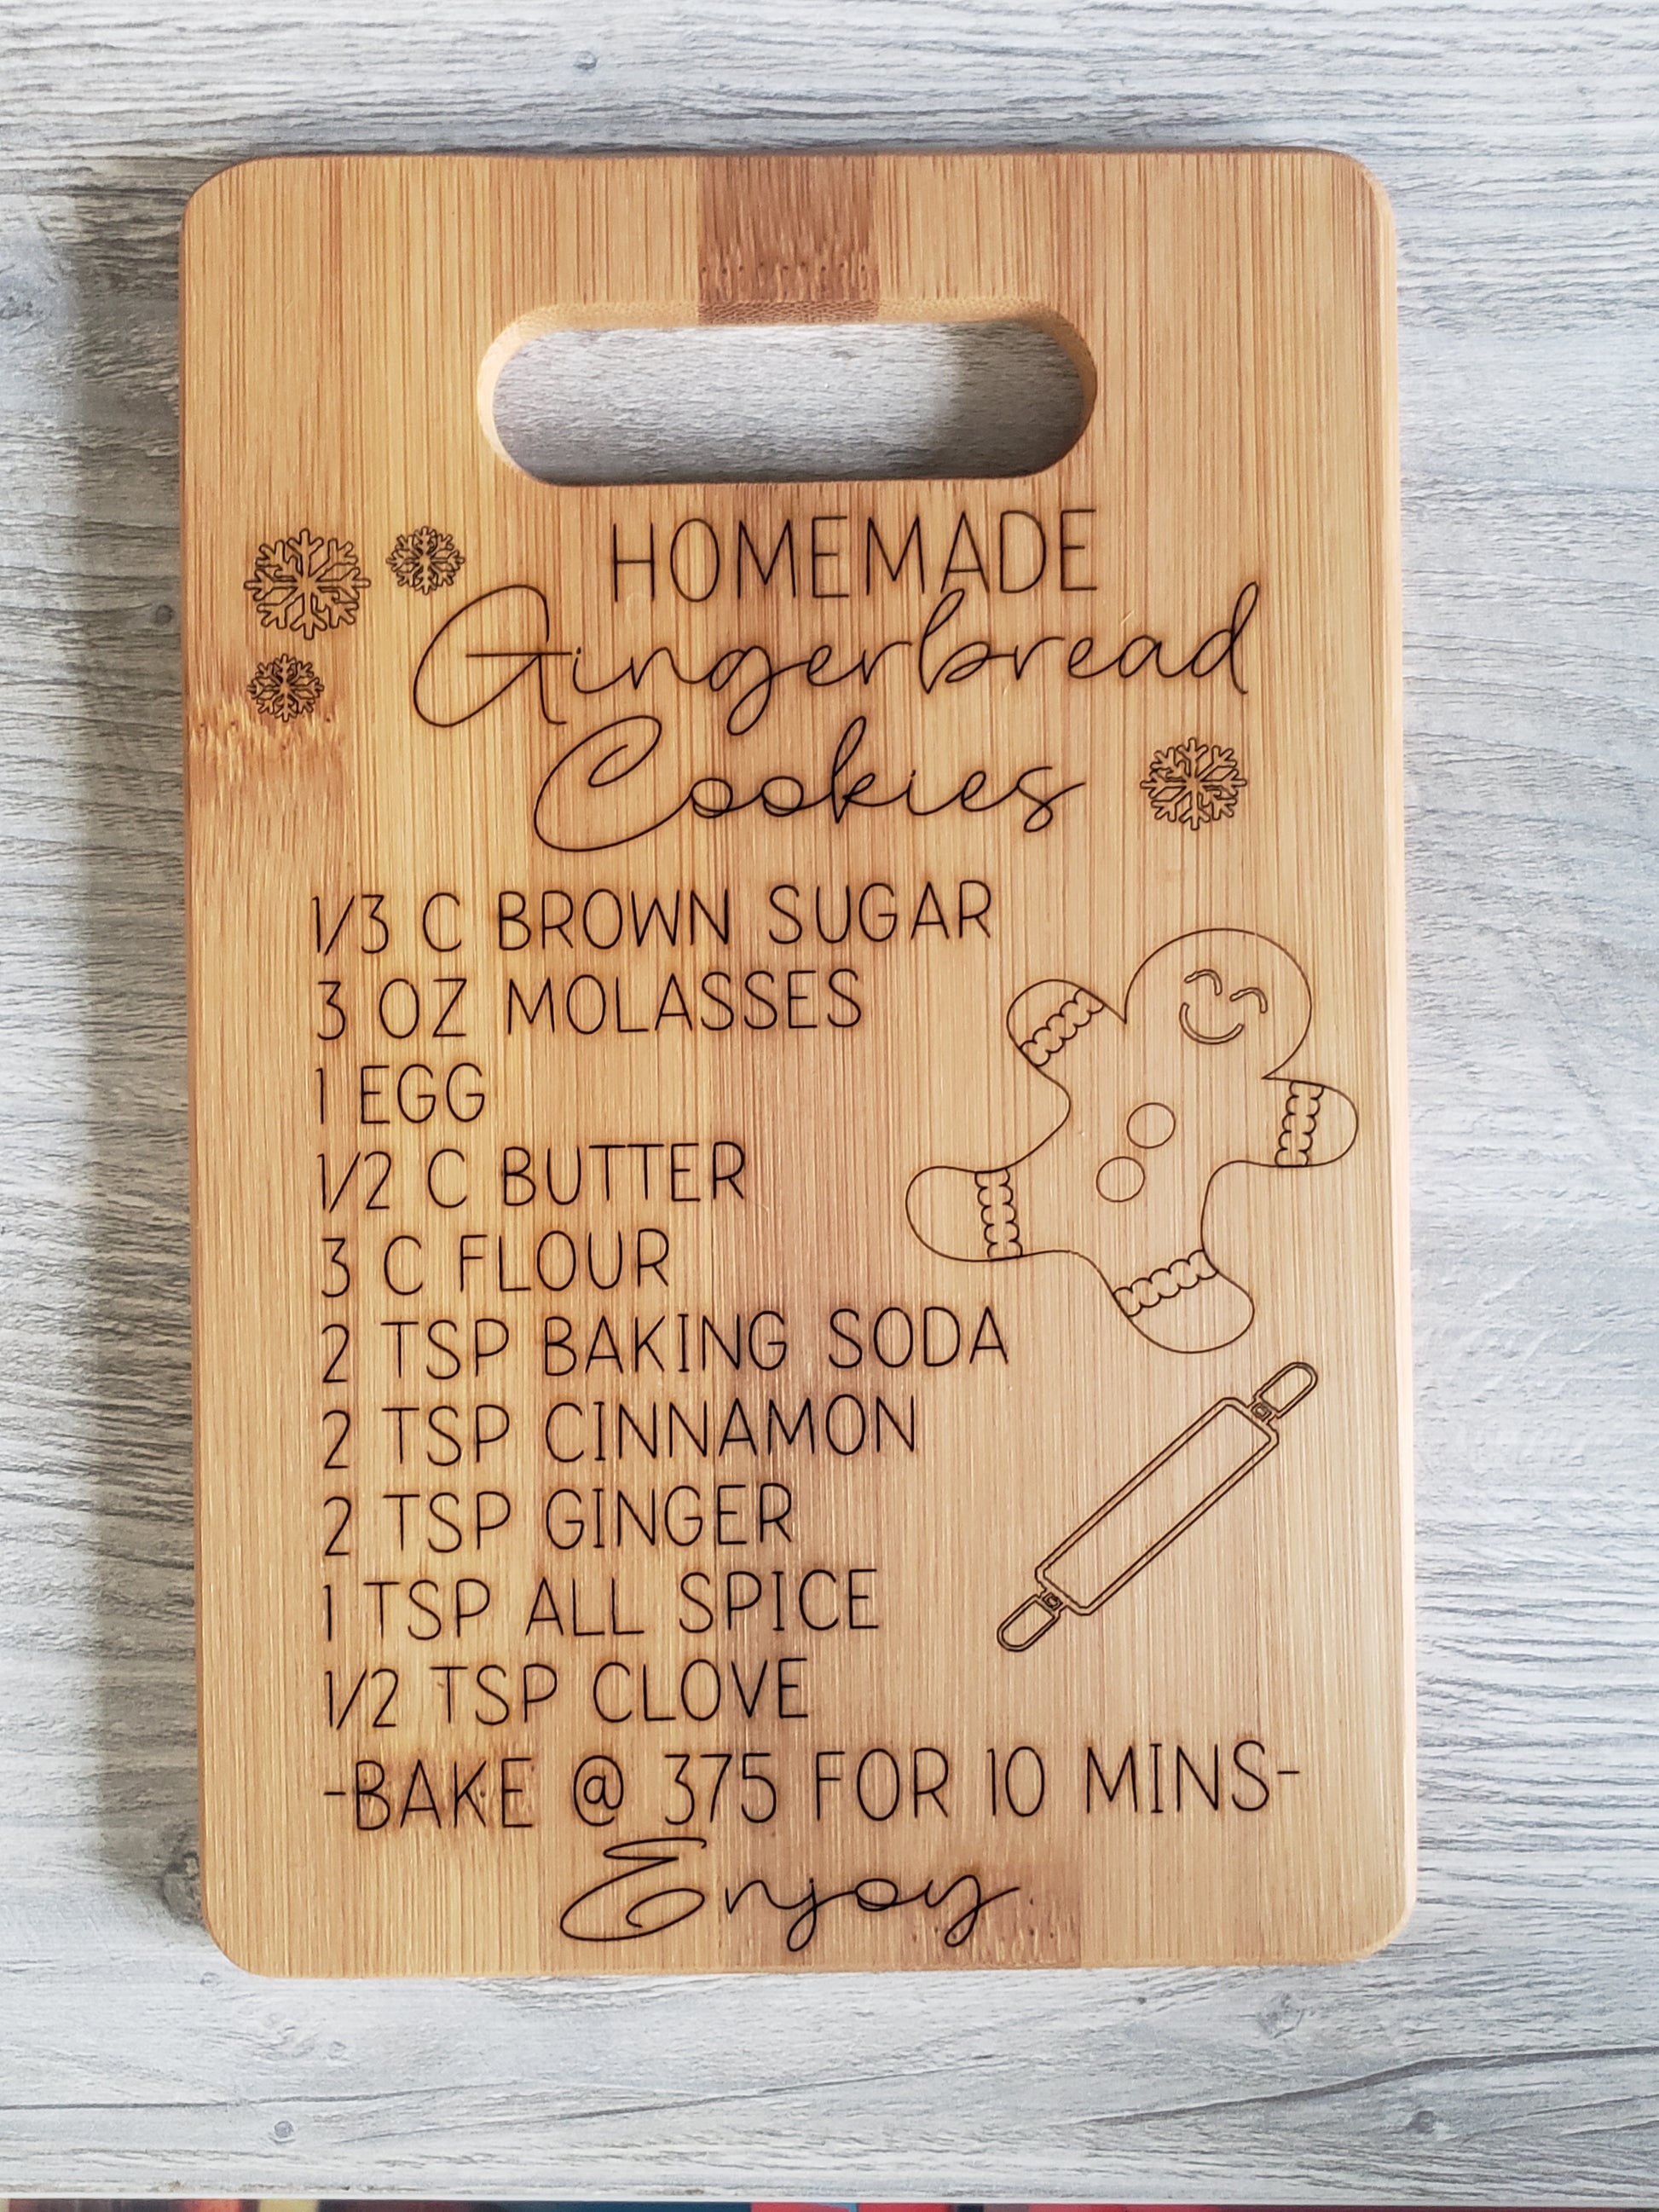 HOMEMADE
Gingerbread
Cookies
1/3 C BROWN SUGAR
3 OZ MOLASSES
1 EGG
1/2 C BUTTER
3 C FLOUR
2 TSP BAKING SODA
2 TSP CINNAMON
2 TSP GINGER
1 TSP ALL SPICE
1/2 TSP CLOVE
-BAKE @ 375 FOR 10 MINS-
Enjoy